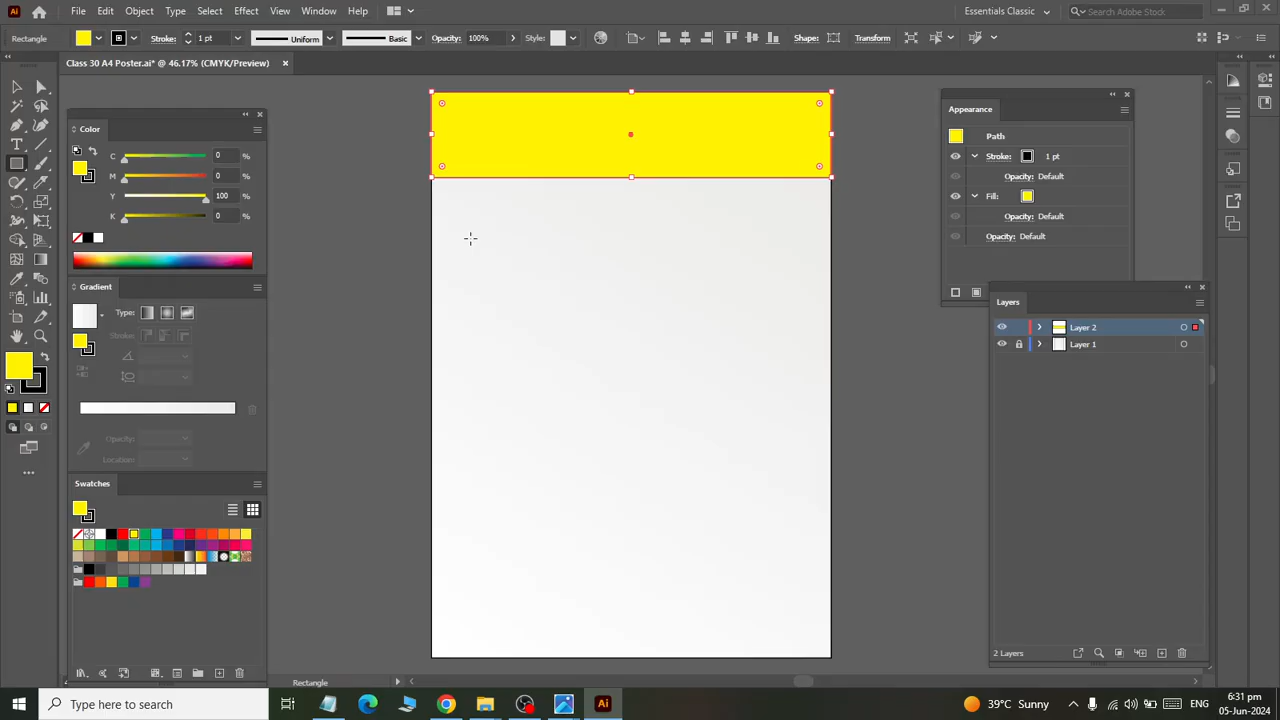 Ai File Edit Object Type Select Effect View Window Help Essentials Classic Search Adobe Stock
Rectangle Stroke: 1 pt Uniform Basic Opacity: 100% Style: Shape: Transform
Class 30 A4 Poster.ai* @ 46.17% (CMYK/Preview)
Color
C 0 %
M 0 %
Y 100 %
K 0 %
Gradient
Type:
Stroke:
Opacity:
Location:
Swatches
Appearance
Path
Stroke: 1 pt
Opacity: Default
Fill:
Opacity: Default
Opacity: Default
Layers
Layer 2
Layer 1
2 Layers
Rectangle
Type here to search
Ai
39°C Sunny
ENG
6:31 pm
05-Jun-2024